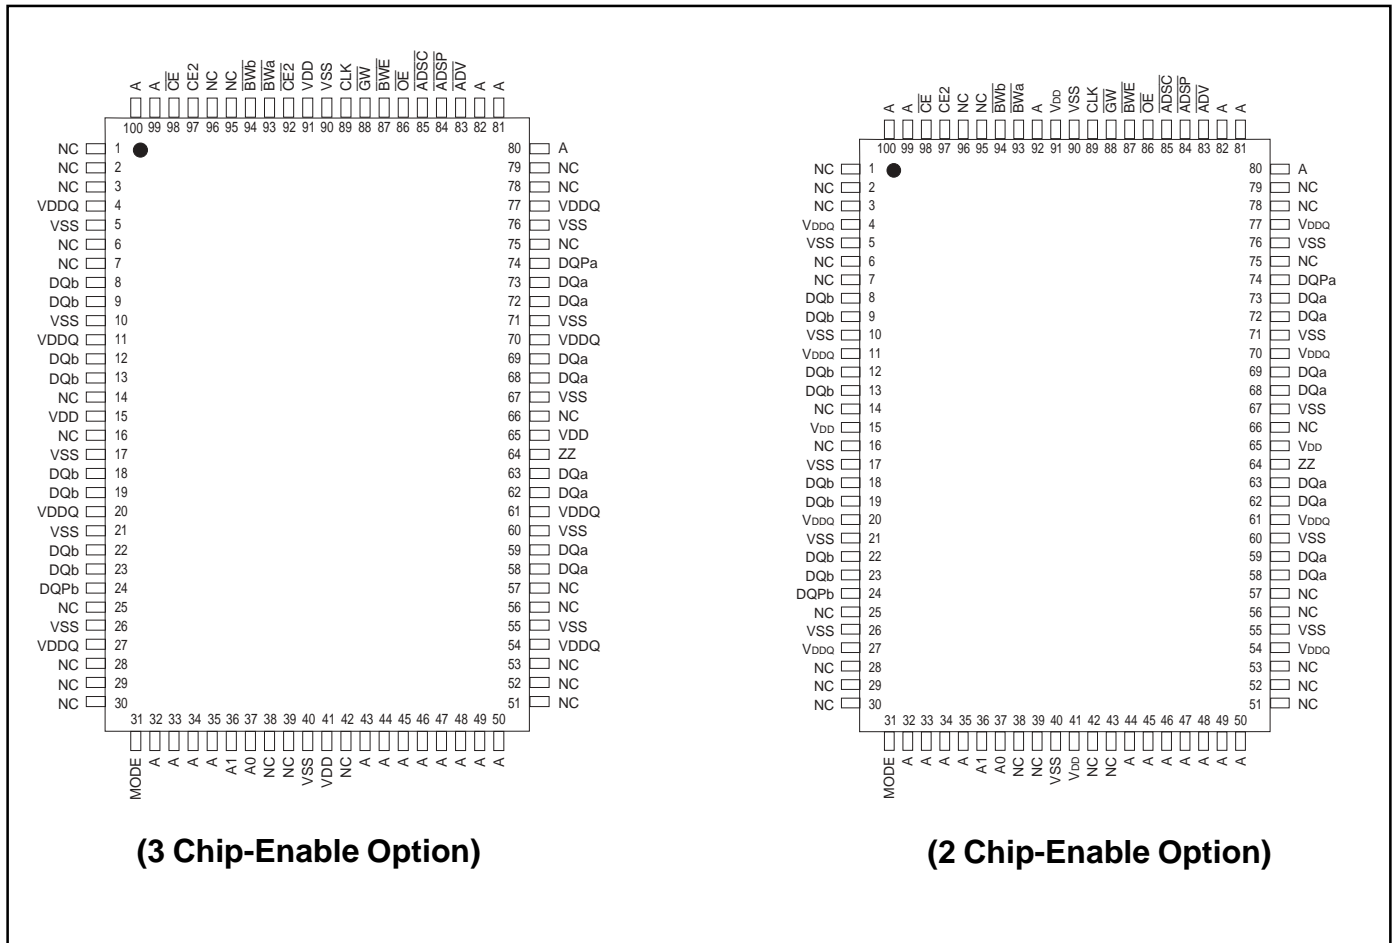 A A CE CE2 NC NC BWb BWa CE2 VDD VSS CLK GW BWE OE ADSC ADSP ADV A A
100 99 98 97 96 95 94 93 92 91 90 89 88 87 86 85 84 83 82 81
NC 1 80 A
NC 2 79 NC
NC 3 78 NC
VDDQ 4 77 VDDQ
VSS 5 76 VSS
NC 6 75 NC
NC 7 74 DQPa
DQb 8 73 DQa
DQb 9 72 DQa
VSS 10 71 VSS
VDDQ 11 70 VDDQ
DQb 12 69 DQa
DQb 13 68 DQa
NC 14 67 VSS
VDD 15 66 NC
NC 16 65 VDD
VSS 17 64 ZZ
DQb 18 63 DQa
DQb 19 62 DQa
VDDQ 20 61 VDDQ
VSS 21 60 VSS
DQb 22 59 DQa
DQb 23 58 DQa
DQPb 24 57 NC
NC 25 56 NC
VSS 26 55 VSS
VDDQ 27 54 VDDQ
NC 28 53 NC
NC 29 52 NC
NC 30 51 NC
31 32 33 34 35 36 37 38 39 40 41 42 43 44 45 46 47 48 49 50
MODE A A A A A1 A0 NC NC VSS VDD NC A A A A A A A A
(3 Chip-Enable Option)
A A CE CE2 NC NC BWb BWa A VDD VSS CLK GW BWE OE ADSC ADSP ADV A A
100 99 98 97 96 95 94 93 92 91 90 89 88 87 86 85 84 83 82 81
NC 1 80 A
NC 2 79 NC
NC 3 78 NC
VDDQ 4 77 VDDQ
VSS 5 76 VSS
NC 6 75 NC
NC 7 74 DQPa
DQb 8 73 DQa
DQb 9 72 DQa
VSS 10 71 VSS
VDDQ 11 70 VDDQ
DQb 12 69 DQa
DQb 13 68 DQa
NC 14 67 VSS
VDD 15 66 NC
NC 16 65 VDD
VSS 17 64 ZZ
DQb 18 63 DQa
DQb 19 62 DQa
VDDQ 20 61 VDDQ
VSS 21 60 VSS
DQb 22 59 DQa
DQb 23 58 DQa
DQPb 24 57 NC
NC 25 56 NC
VSS 26 55 VSS
VDDQ 27 54 VDDQ
NC 28 53 NC
NC 29 52 NC
NC 30 51 NC
31 32 33 34 35 36 37 38 39 40 41 42 43 44 45 46 47 48 49 50
MODE A A A A A1 A0 NC NC VSS VDD NC NC A A A A A A A
(2 Chip-Enable Option)